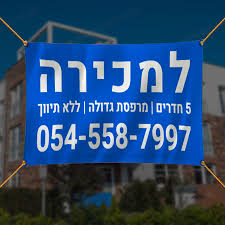 למכירה
5 חדרים | מרפסת גדולה | ללא תיווך
054-558-7997